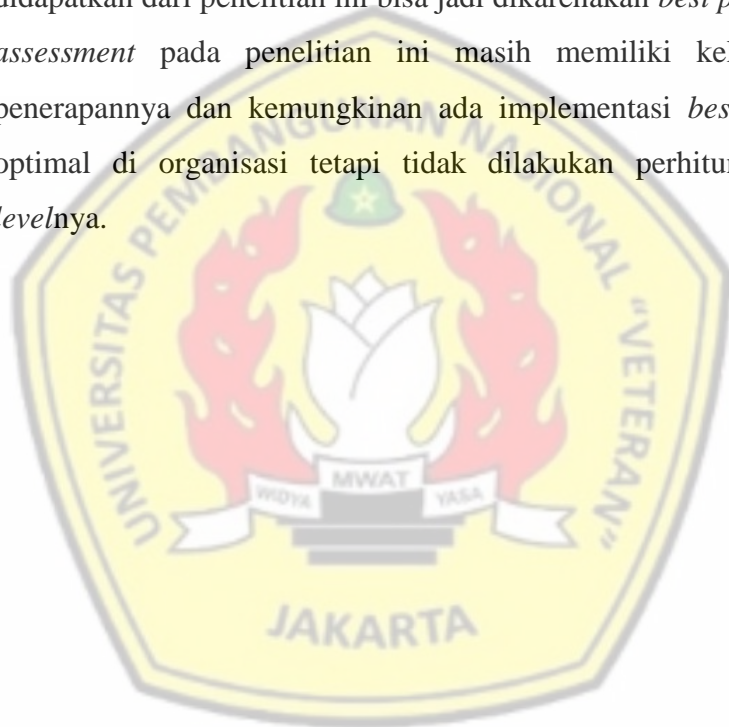 didapatkan dari penelitian ini bisa jadi dikarenakan best p
assessment pada penelitian ini masih memiliki kel
penerapannya dan kemungkinan ada implementasi bes
optimal di organisasi tetapi tidak dilakukan perhitun
levelnya.
UNIVERSITAS PEMBANGUNAN NASIONAL "VETERAN"
WIDYA MWAT YASA
JAKARTA